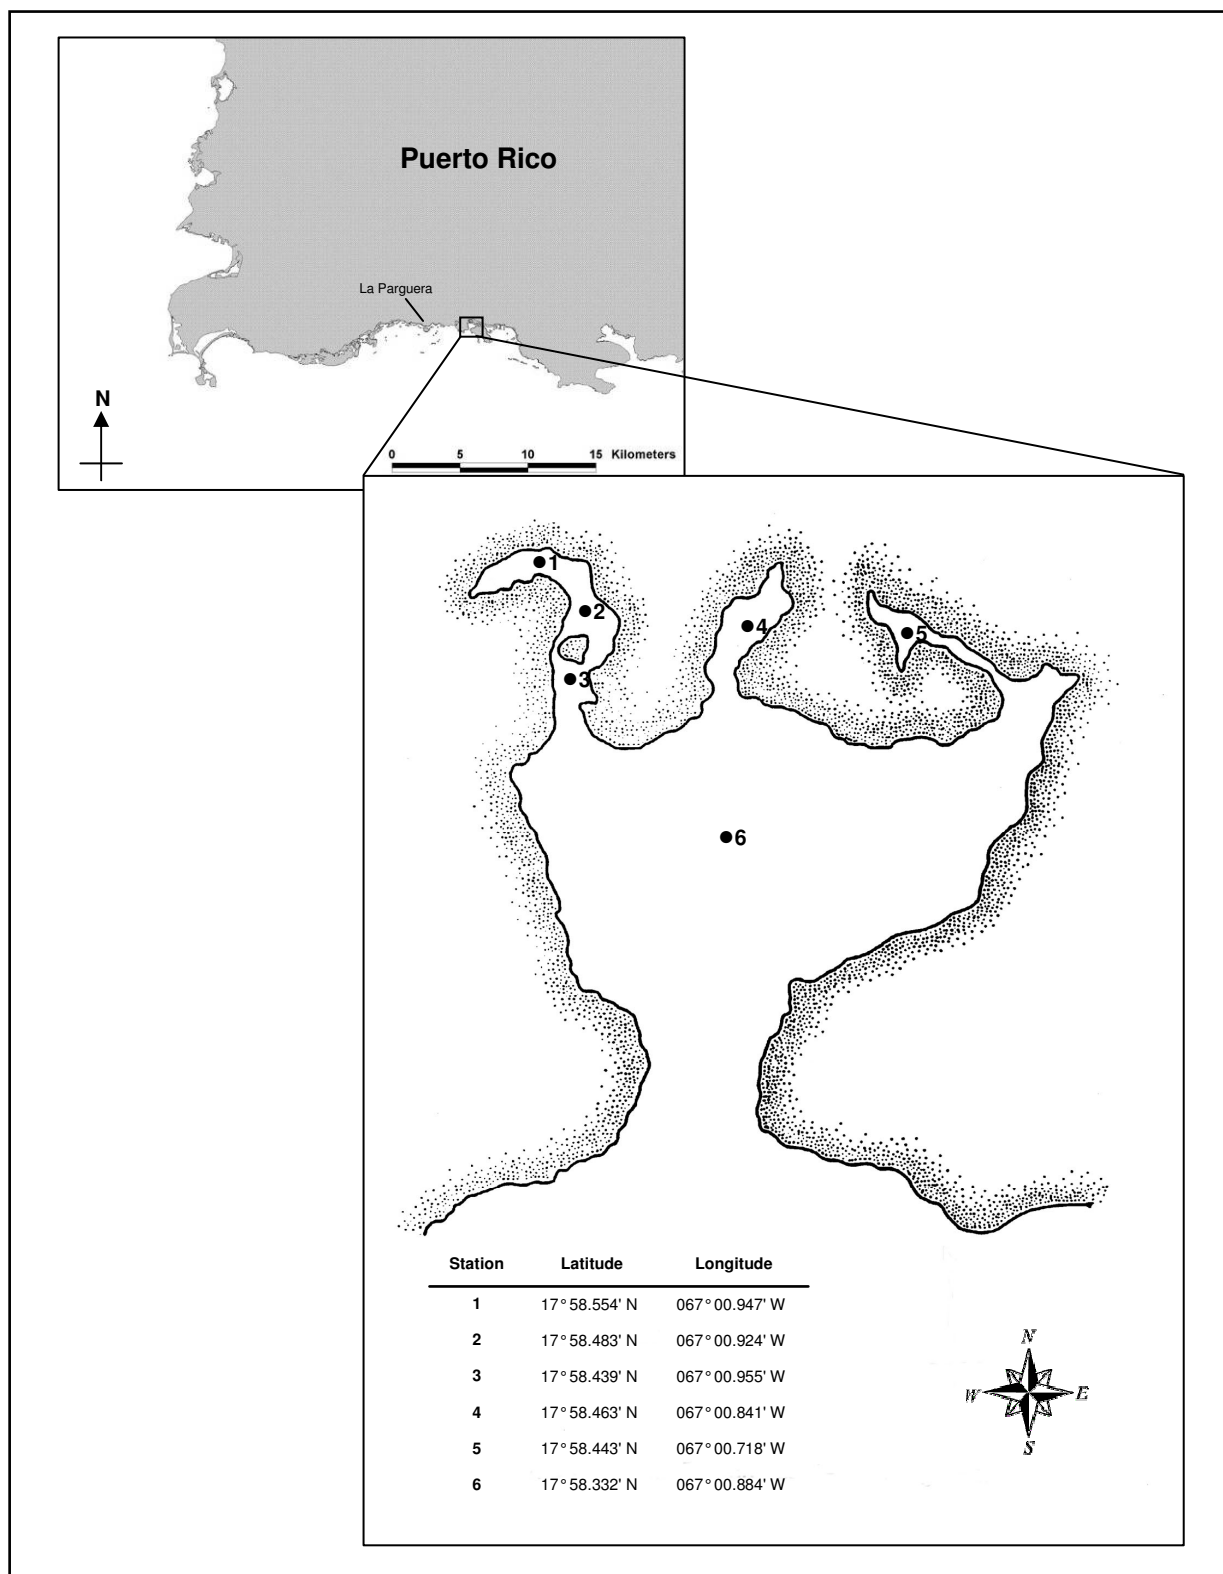 Puerto Rico
La Parguera
N
0 5 10 15 Kilometers
1
2
3
4
5
6
Station Latitude Longitude
1 17° 58.554' N 067° 00.947' W
2 17° 58.483' N 067° 00.924' W
3 17° 58.439' N 067° 00.955' W
4 17° 58.463' N 067° 00.841' W
5 17° 58.443' N 067° 00.718' W
6 17° 58.332' N 067° 00.884' W
N
W E
S